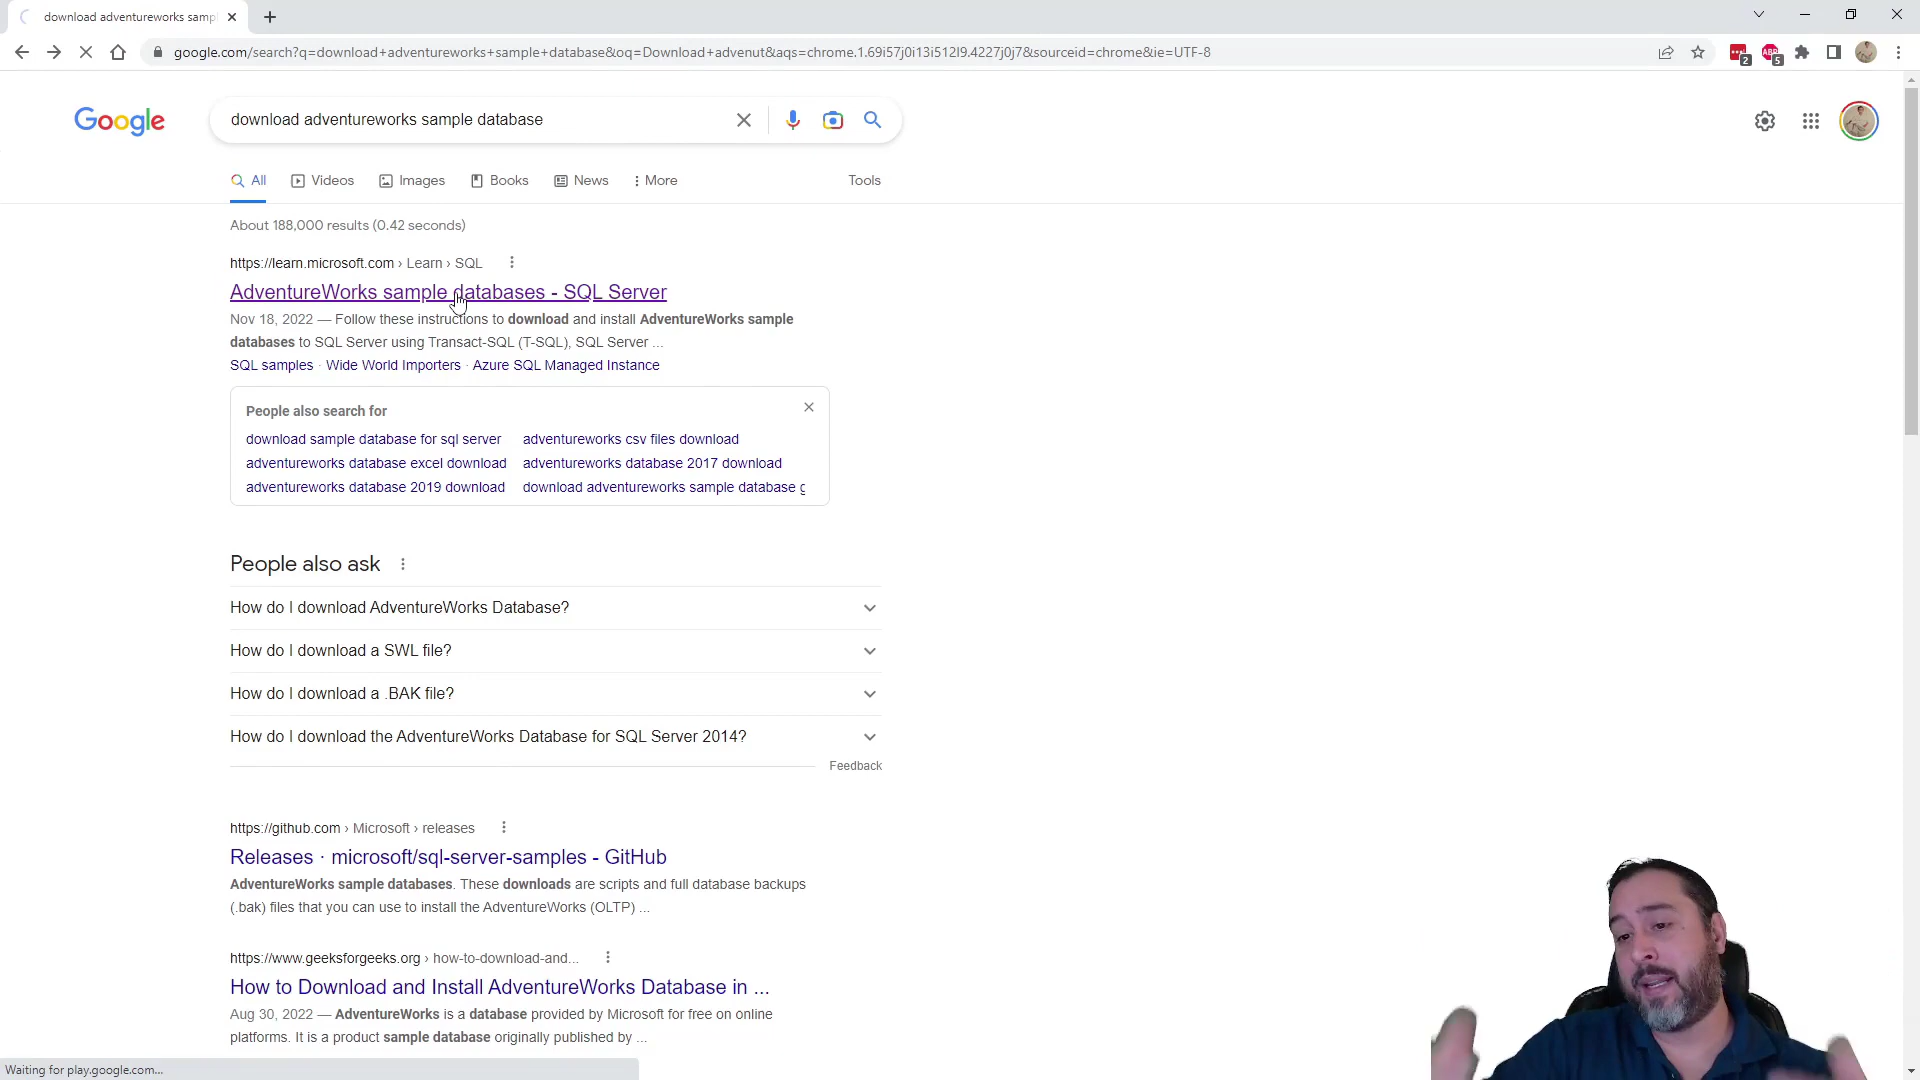 download adventureworks samp
google.com/search?q=download+adventureworks+sample+database&oq=Download+advenut&aqs=chrome.1.69i57j0i13i512l9.4227j0j7&sourceid=chrome&ie=UTF-8
2
ABP
5
Google
download adventureworks sample database
All
Videos
Images
Books
News
More
Tools
About 188,000 results (0.42 seconds)
https://learn.microsoft.com › Learn › SQL
AdventureWorks sample databases - SQL Server
Nov 18, 2022 — Follow these instructions to download and install AdventureWorks sample
databases to SQL Server using Transact-SQL (T-SQL), SQL Server ...
SQL samples · Wide World Importers · Azure SQL Managed Instance
People also search for
download sample database for sql server
adventureworks csv files download
adventureworks database excel download
adventureworks database 2017 download
adventureworks database 2019 download
download adventureworks sample database g
People also ask
How do I download AdventureWorks Database?
How do I download a SWL file?
How do I download a .BAK file?
How do I download the AdventureWorks Database for SQL Server 2014?
Feedback
https://github.com › Microsoft › releases
Releases · microsoft/sql-server-samples - GitHub
AdventureWorks sample databases. These downloads are scripts and full database backups
(.bak) files that you can use to install the AdventureWorks (OLTP) ...
https://www.geeksforgeeks.org › how-to-download-and...
How to Download and Install AdventureWorks Database in ...
Aug 30, 2022 — AdventureWorks is a database provided by Microsoft for free on online
platforms. It is a product sample database originally published by ...
Waiting for play.google.com...